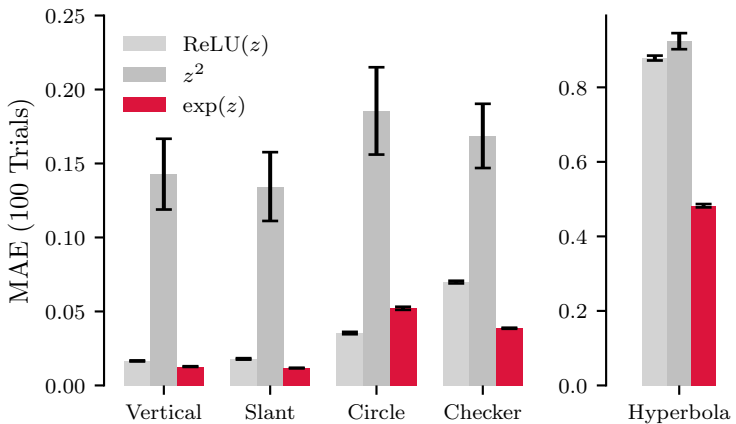 MAE (100 Trials)
0.25
0.20
0.15
0.10
0.05
0.00
ReLU(z)
z²
exp(z)
Vertical
Slant
Circle
Checker
0.8
0.6
0.4
0.2
0.0
Hyperbola